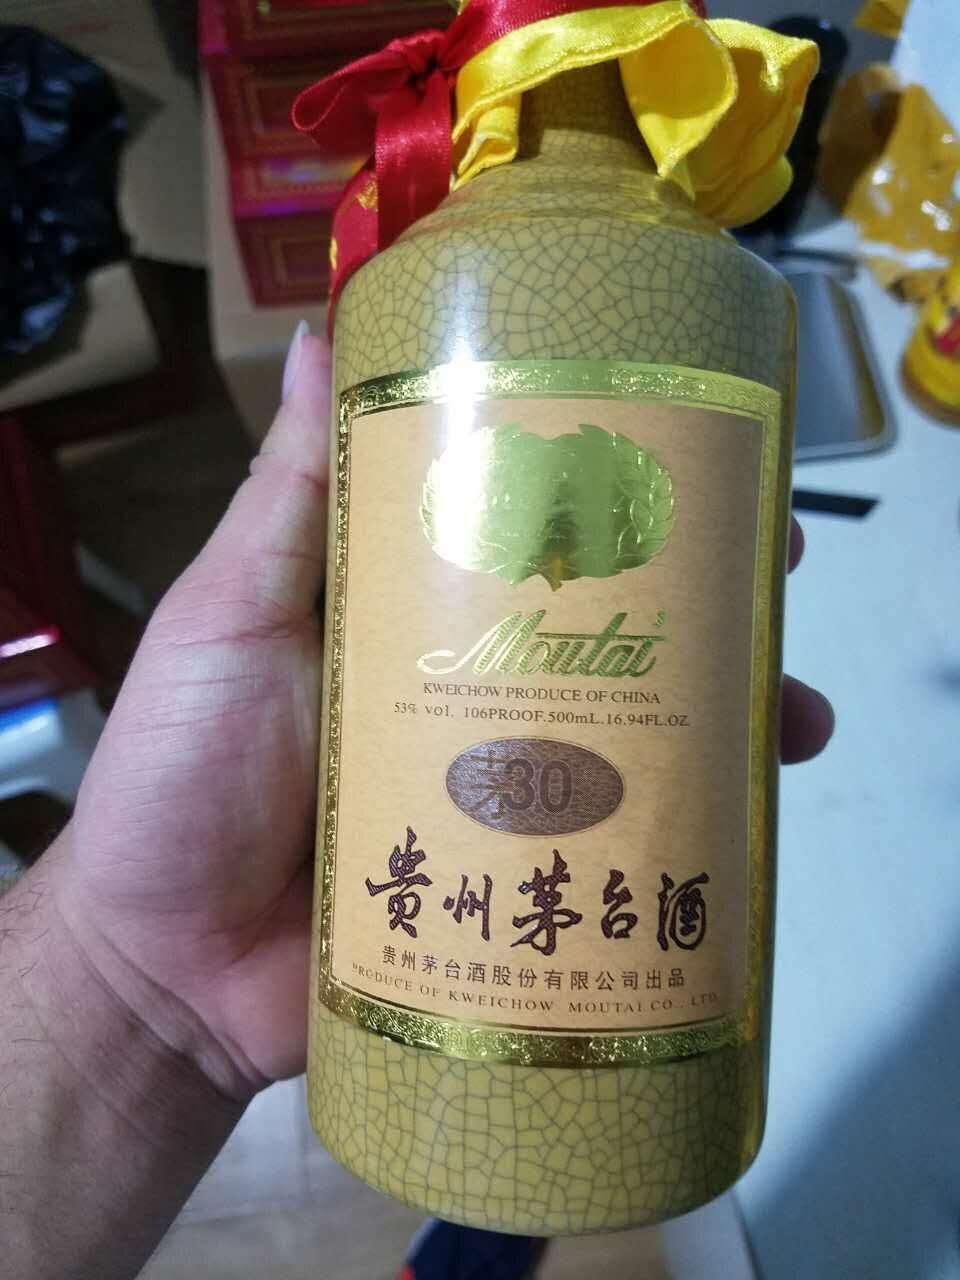 Moutai
KWEICHOW PRODUCE OF CHINA
53% vol. 106PROOF.500mL.16.94FL.OZ
茅30
贵州茅台酒
贵州茅台酒股份有限公司出品
PRODUCE OF KWEICHOW MOUTAI CO., LTD